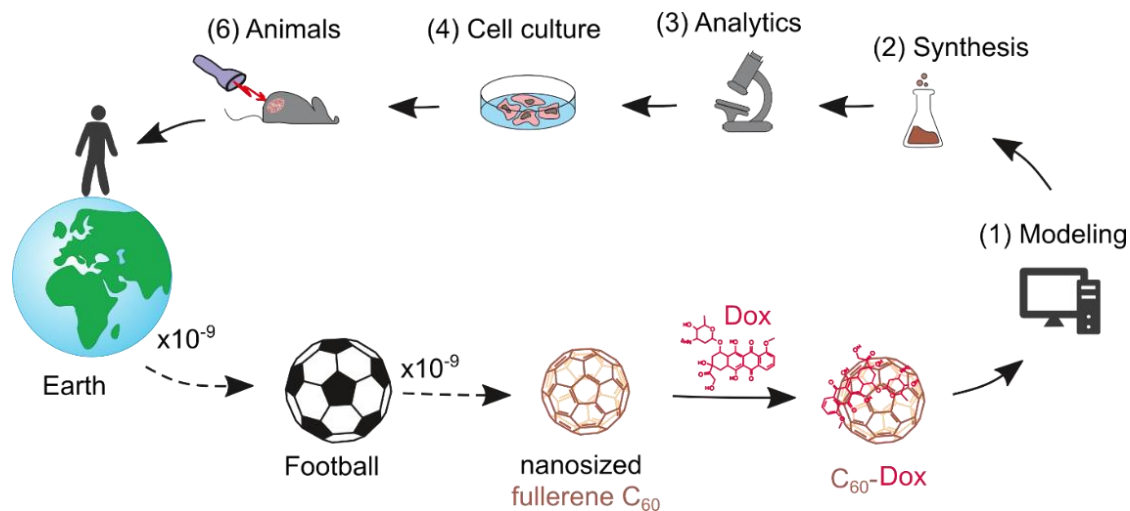 (6) Animals
(4) Cell culture
(3) Analytics
(2) Synthesis
(1) Modeling
x10⁻⁹
Earth
x10⁻⁹
Football
nanosized
fullerene C₆₀
Dox
C₆₀-Dox